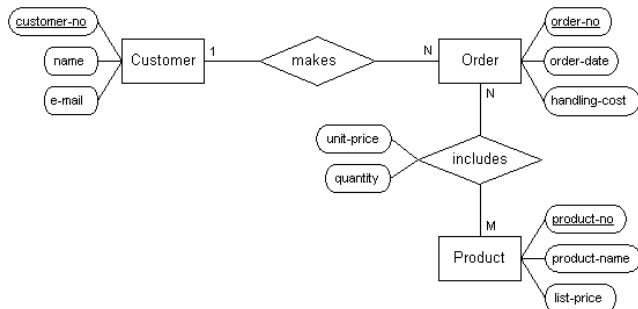 customer-no
name
e-mail
Customer
1
makes
N
Order
order-no
order-date
handling-cost
N
unit-price
quantity
includes
M
Product
product-no
product-name
list-price